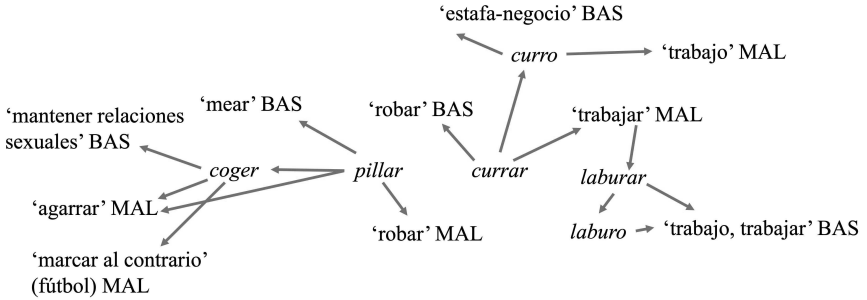 ‘estafa-negocio’ BAS
curro
‘trabajo’ MAL
‘mantener relaciones
sexuales’ BAS
‘mear’ BAS
‘robar’ BAS
‘trabajar’ MAL
coger
pillar
currar
laburar
‘agarrar’ MAL
‘robar’ MAL
laburo
‘trabajo, trabajar’ BAS
‘marcar al contrario’
(fútbol) MAL